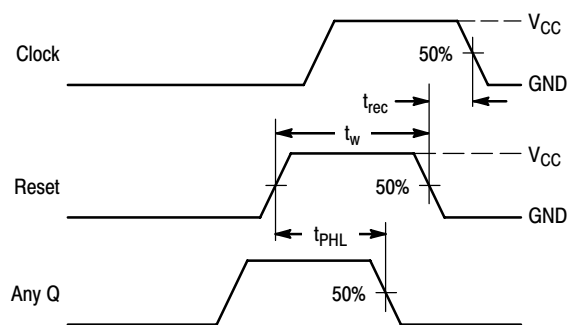 VCC
Clock
50%
GND
trec
tw
VCC
Reset
50%
GND
tPHL
Any Q
50%